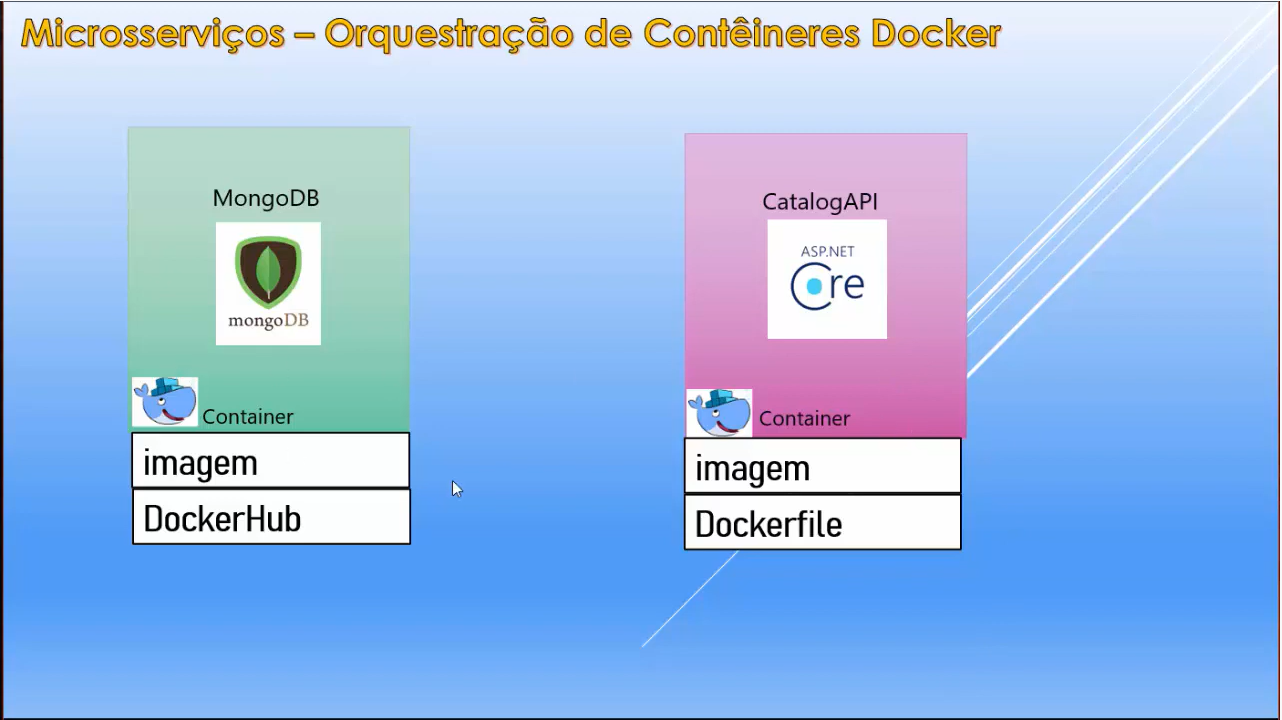 Microsserviços – Orquestração de Contêineres Docker
MongoDB
mongoDB
Container
imagem
DockerHub
CatalogAPI
ASP.NET
Core
Container
imagem
Dockerfile